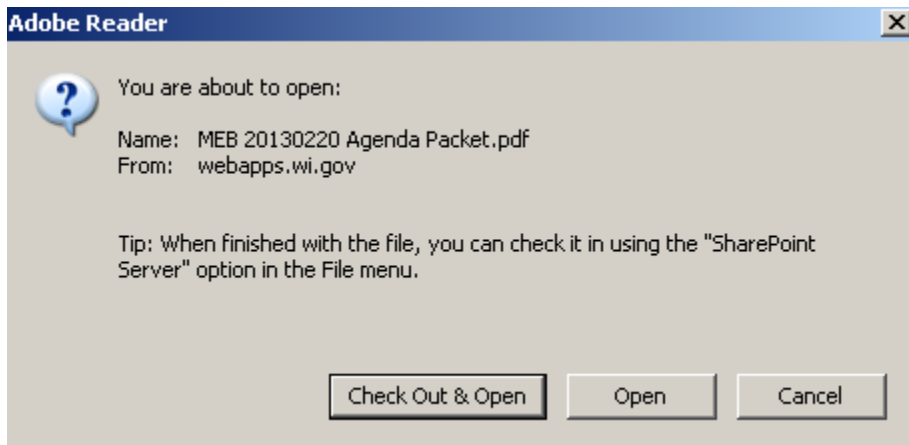 Adobe Reader
You are about to open:
Name: MEB 20130220 Agenda Packet.pdf
From: webapps.wi.gov
Tip: When finished with the file, you can check it in using the "SharePoint
Server" option in the File menu.
Check Out & Open Open Cancel